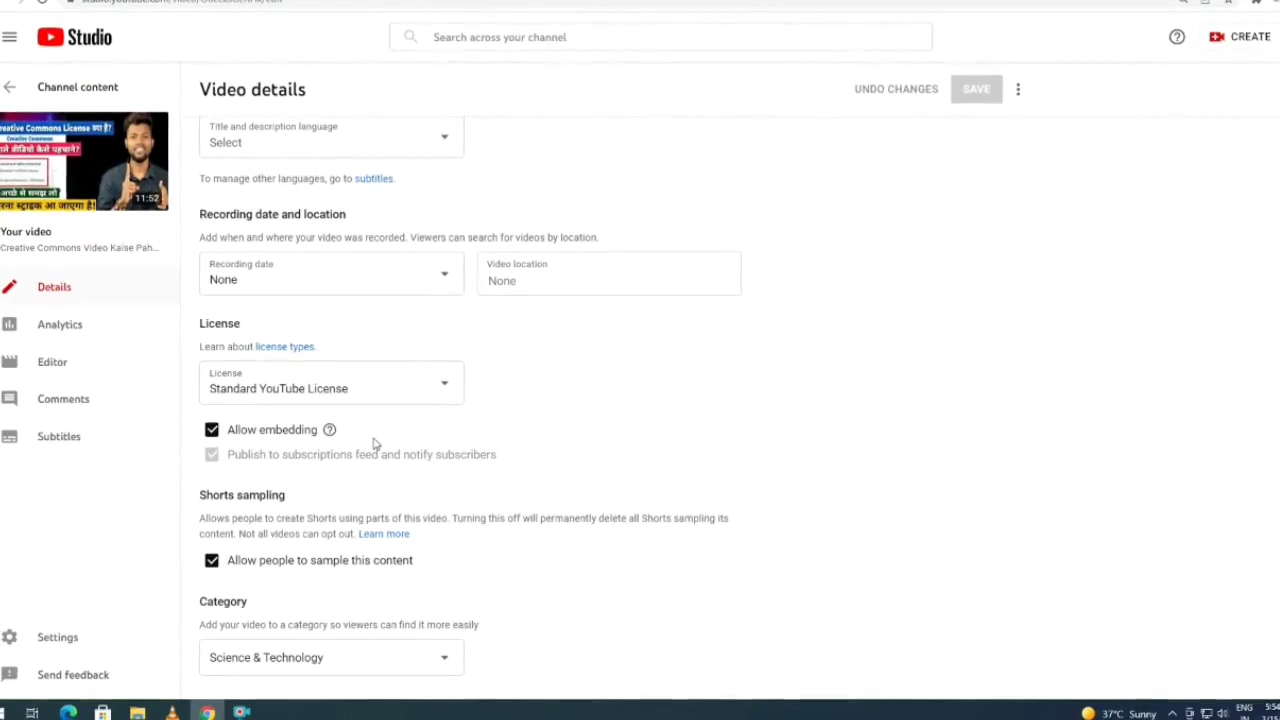 Studio
Search across your channel
CREATE
Channel content
Video details
UNDO CHANGES
SAVE
Creative Commons License क्या है?
Creative Commons
वाले वीडियो कैसे पहचाने?
अच्छे से समझ लो
वरना स्ट्राइक आ जाएगा है!
11:52
Your video
Creative Commons Video Kaise Pah...
Details
Analytics
Editor
Comments
Subtitles
Settings
Send feedback
Title and description language
Select
To manage other languages, go to subtitles.
Recording date and location
Add when and where your video was recorded. Viewers can search for videos by location.
Recording date
None
Video location
None
License
Learn about license types.
License
Standard YouTube License
Allow embedding
Publish to subscriptions feed and notify subscribers
Shorts sampling
Allows people to create Shorts using parts of this video. Turning this off will permanently delete all Shorts sampling its
content. Not all videos can opt out. Learn more
Allow people to sample this content
Category
Add your video to a category so viewers can find it more easily
Science & Technology
37°C Sunny
ENG